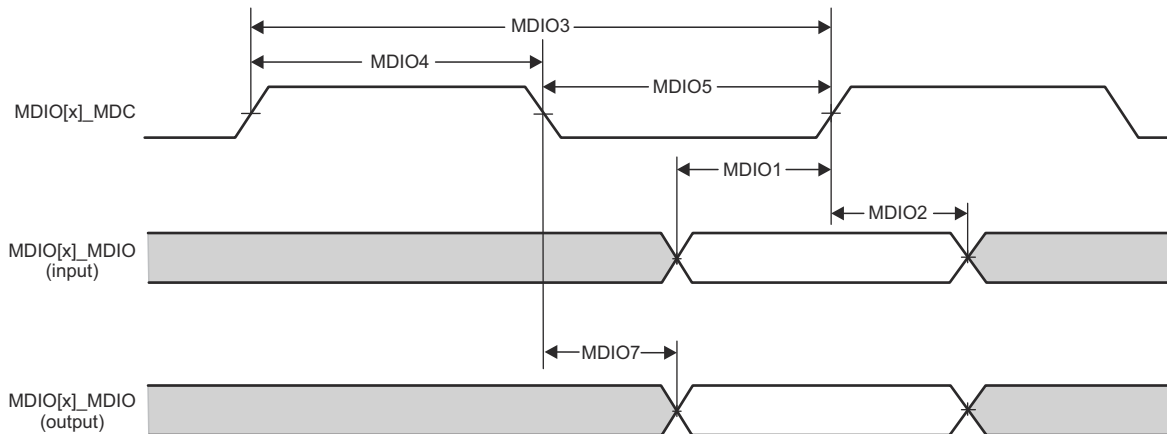 MDIO3
MDIO4
MDIO5
MDIO[x]_MDC
MDIO1
MDIO2
MDIO[x]_MDIO
(input)
MDIO7
MDIO[x]_MDIO
(output)